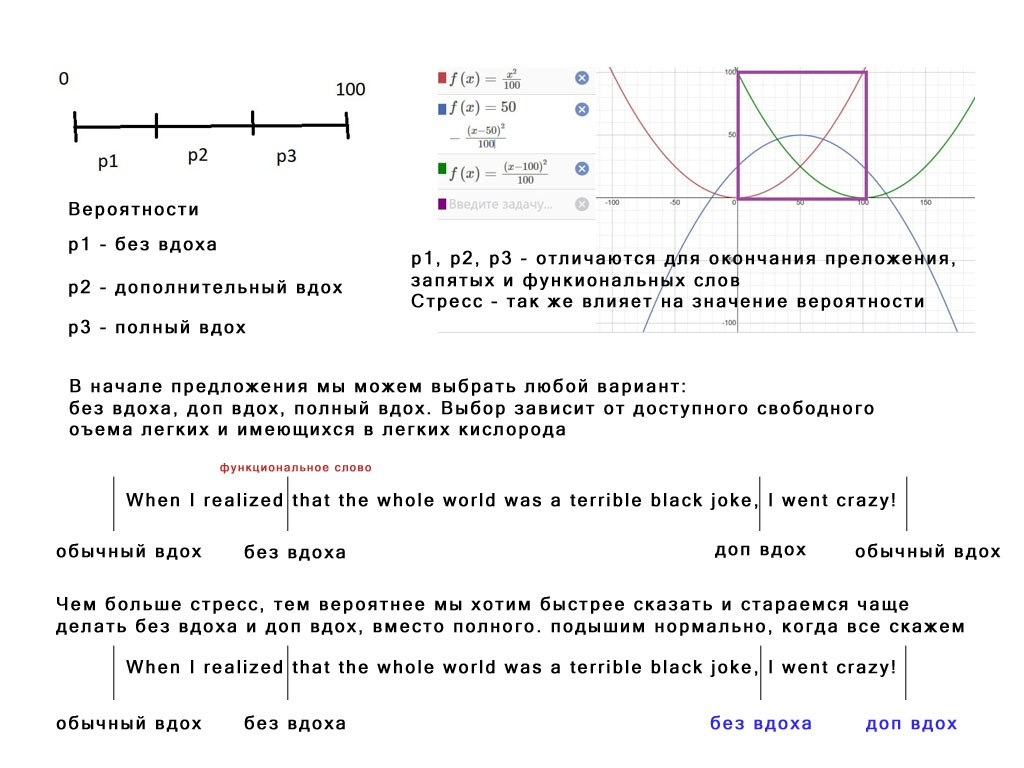 0
100
p1
p2
p3
Вероятности
p1 - без вдоха
p2 - дополнительный вдох
p3 - полный вдох
f (x) = x²/100
f (x) = 50
− (x−50)²/100
f (x) = (x−100)²/100
Введите задачу...
100
50
-100
-50
0
50
100
150
-50
-100
p1, p2, p3 - отличаются для окончания преложения,
запятых и функиональных слов
Стресс - так же влияет на значение вероятности
В начале предложения мы можем выбрать любой вариант:
без вдоха, доп вдох, полный вдох. Выбор зависит от доступного свободного
оъема легких и имеющихся в легких кислорода
функциональное слово
When I realized that the whole world was a terrible black joke, I went crazy!
обычный вдох без вдоха доп вдох обычный вдох
Чем больше стресс, тем вероятнее мы хотим быстрее сказать и стараемся чаще
делать без вдоха и доп вдох, вместо полного. подышим нормально, когда все скажем
When I realized that the whole world was a terrible black joke, I went crazy!
обычный вдох без вдоха без вдоха доп вдох